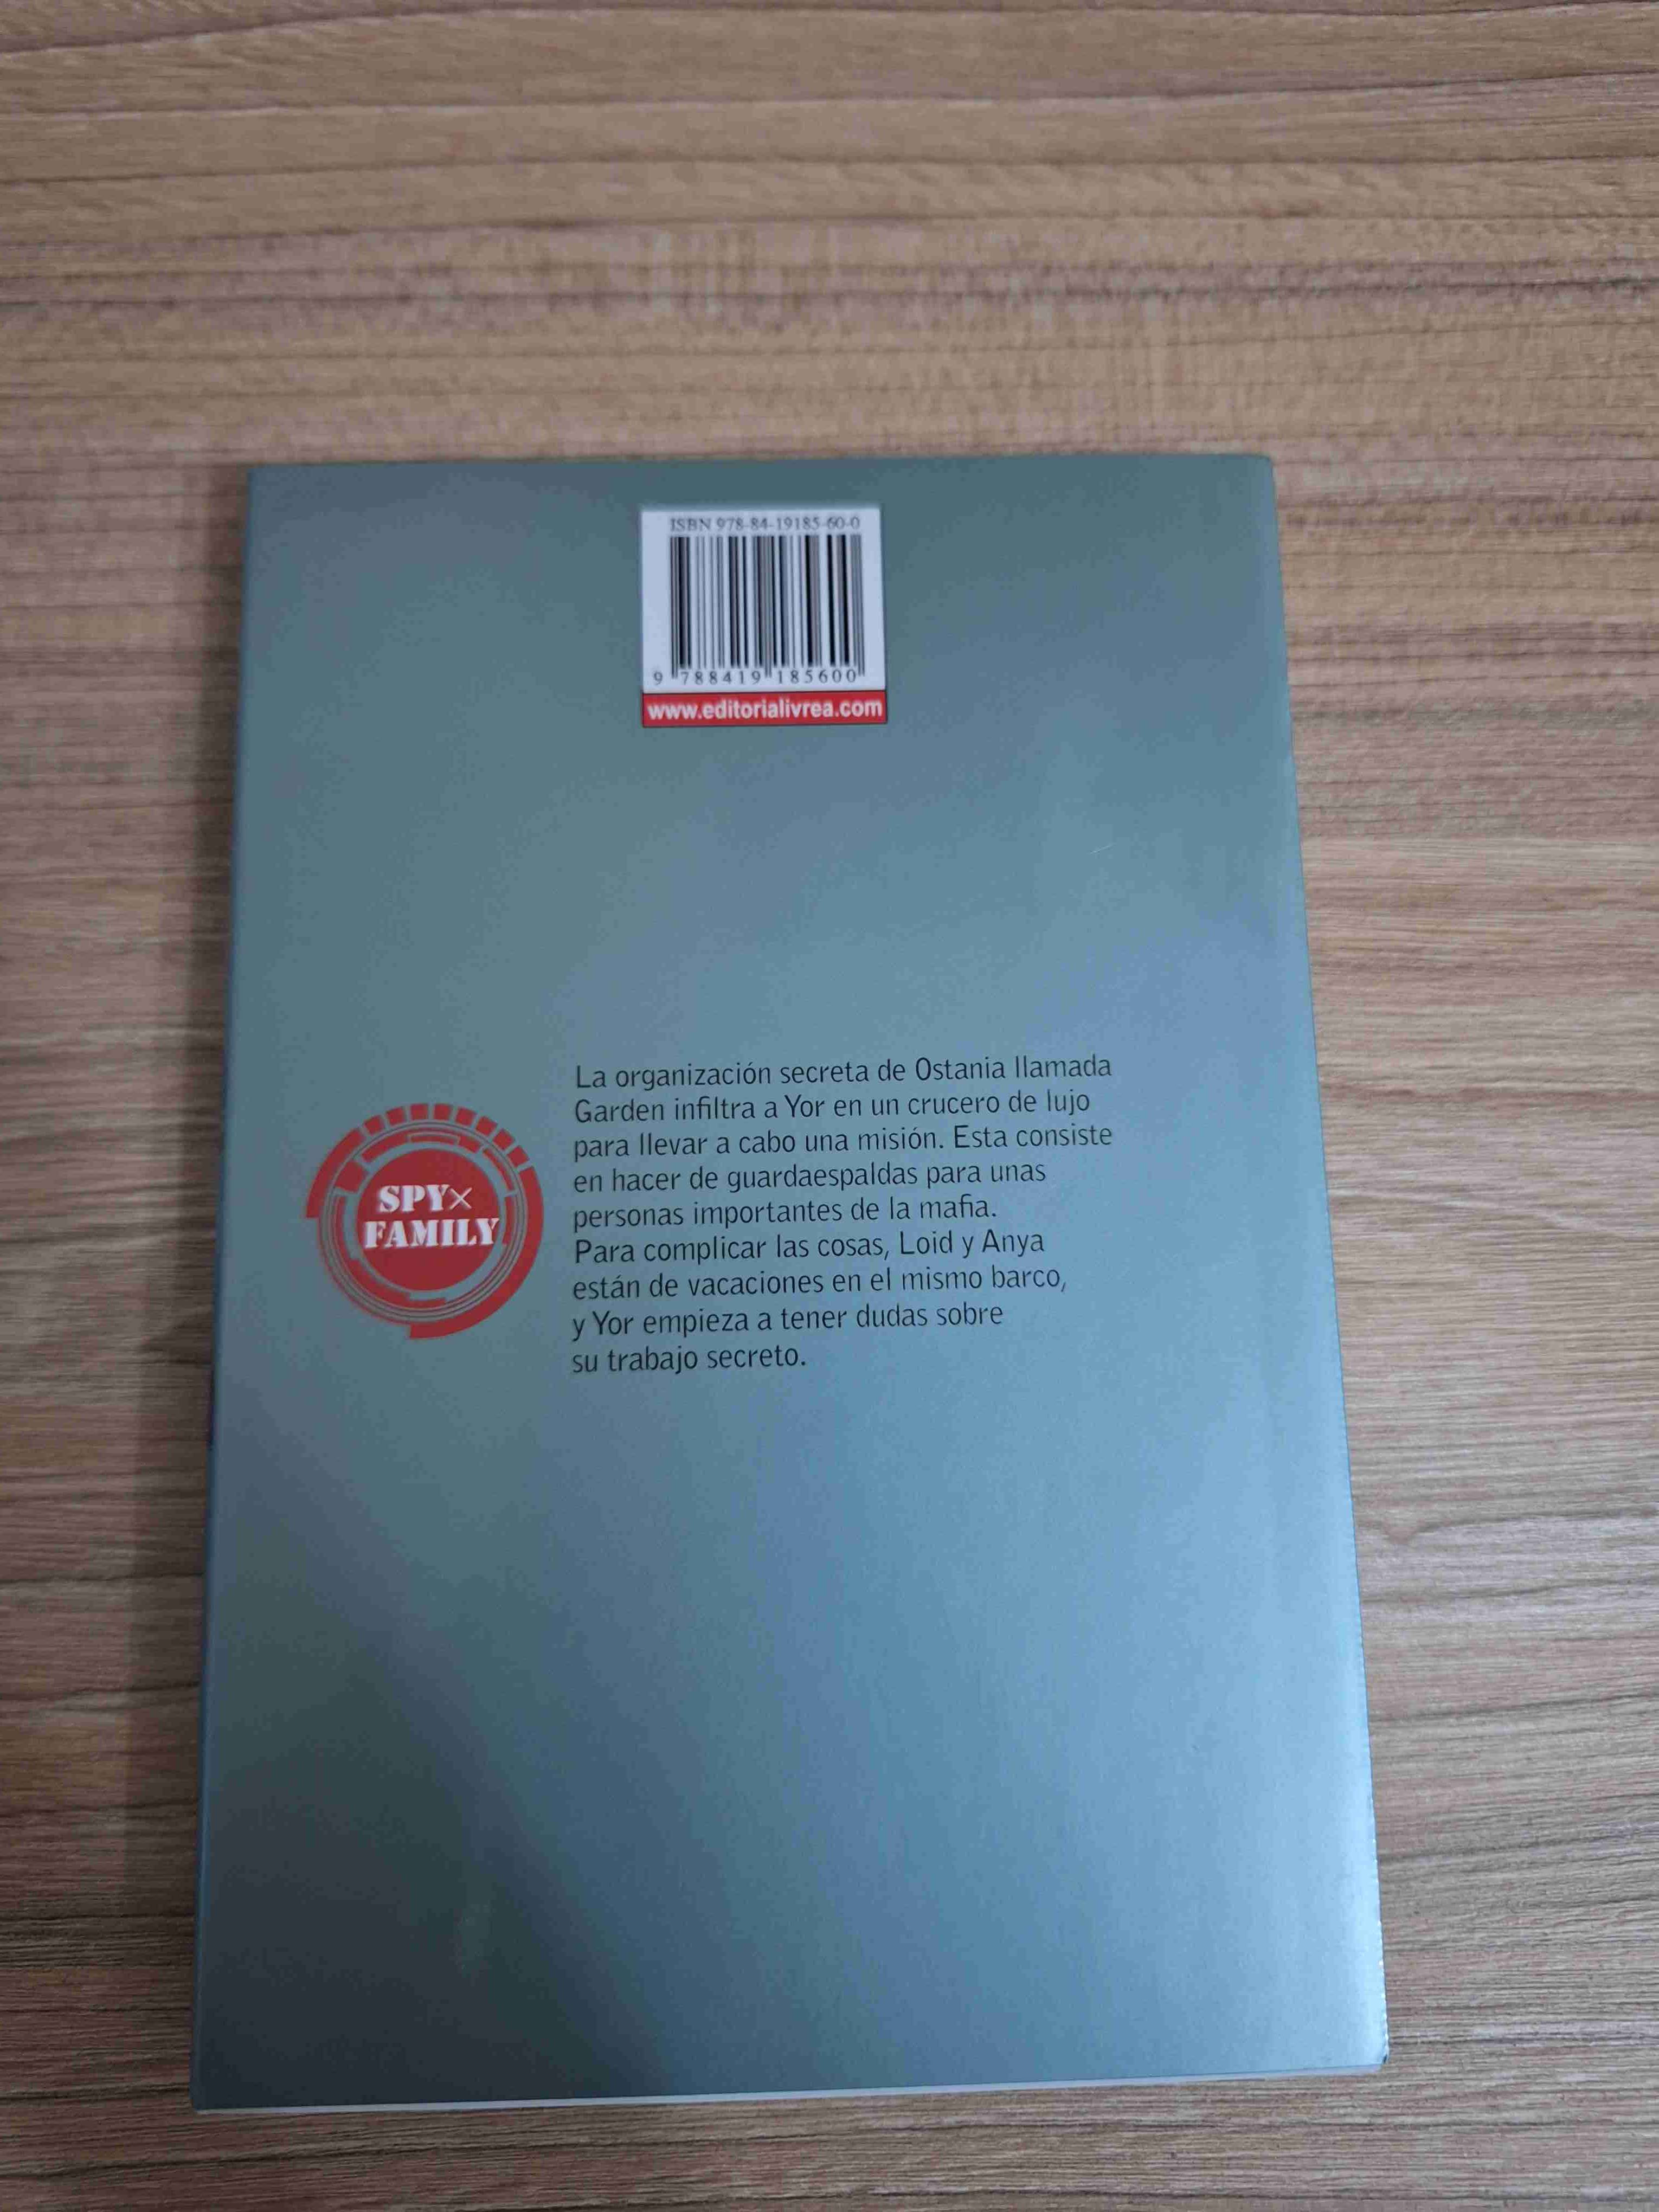 ISBN 978-84-19185-60-0
9 788419 185600
www.editorialivrea.com
La organización secreta de Ostania llamada
Garden infiltra a Yor en un crucero de lujo
para llevar a cabo una misión. Esta consiste
en hacer de guardaespaldas para unas
personas importantes de la mafia.
Para complicar las cosas, Loid y Anya
están de vacaciones en el mismo barco,
y Yor empieza a tener dudas sobre
su trabajo secreto.
SPY×
FAMILY